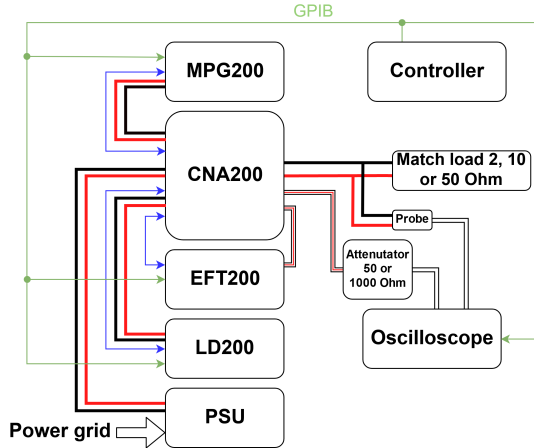 GPIB
MPG200
Controller
CNA200
Match load 2, 10
or 50 Ohm
Probe
Attenutator
50 or
1000 Ohm
EFT200
Oscilloscope
LD200
PSU
Power grid